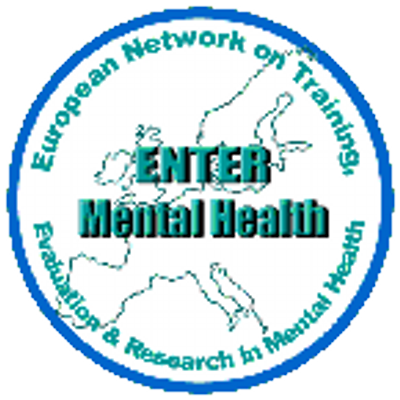 European Network on Training,
ENTER
Mental Health
Evaluation & Research in Mental Health